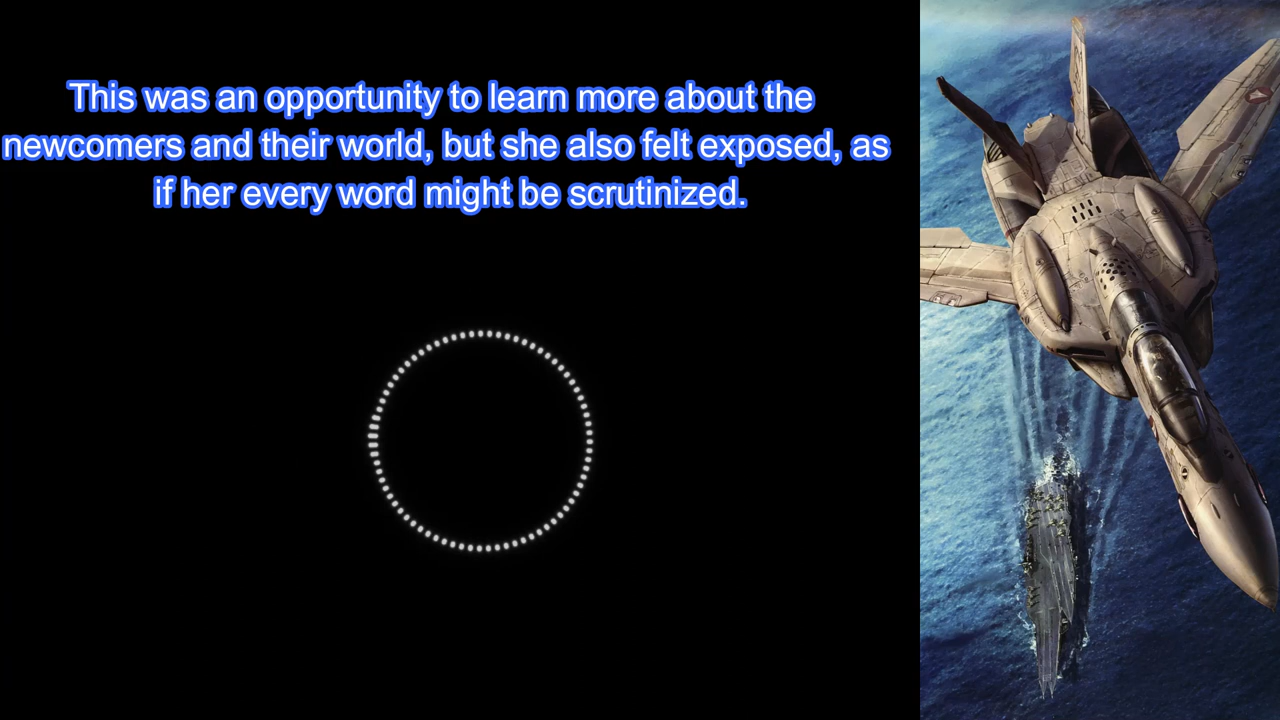 This was an opportunity to learn more about the
newcomers and their world, but she also felt exposed, as
if her every word might be scrutinized.